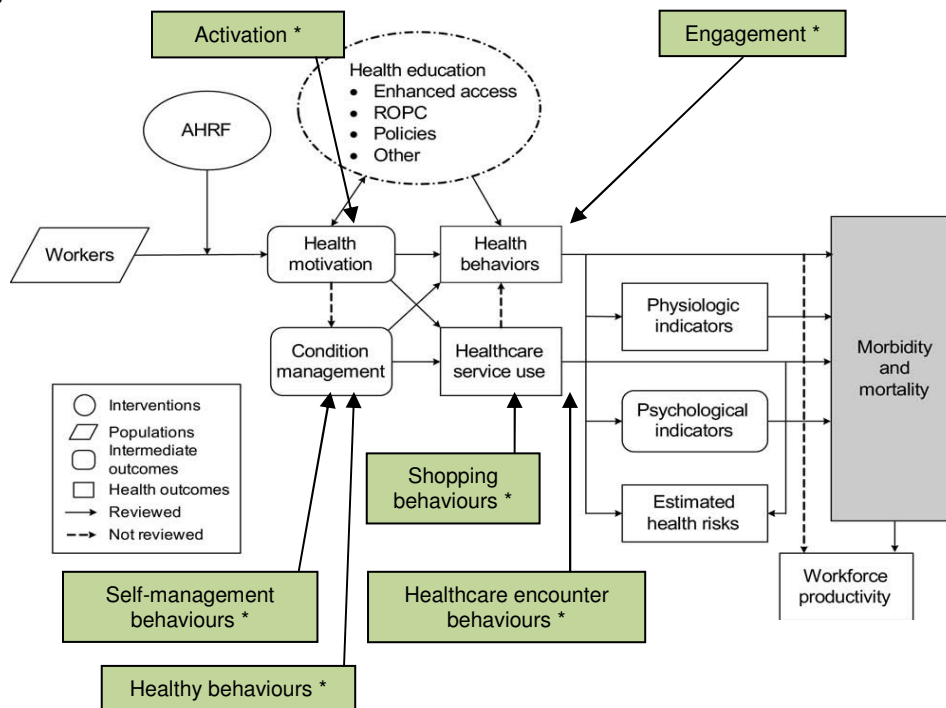 Activation *
Engagement *
Health education
• Enhanced access
• ROPC
• Policies
• Other
AHRF
Workers
Health
motivation
Health
behaviors
Physiologic
indicators
Condition
management
Healthcare
service use
Morbidity
and
mortality
Psychological
indicators
Interventions
Populations
Intermediate
outcomes
Health outcomes
Reviewed
Not reviewed
Shopping
behaviours *
Estimated
health risks
Workforce
productivity
Self-management
behaviours *
Healthcare encounter
behaviours *
Healthy behaviours *